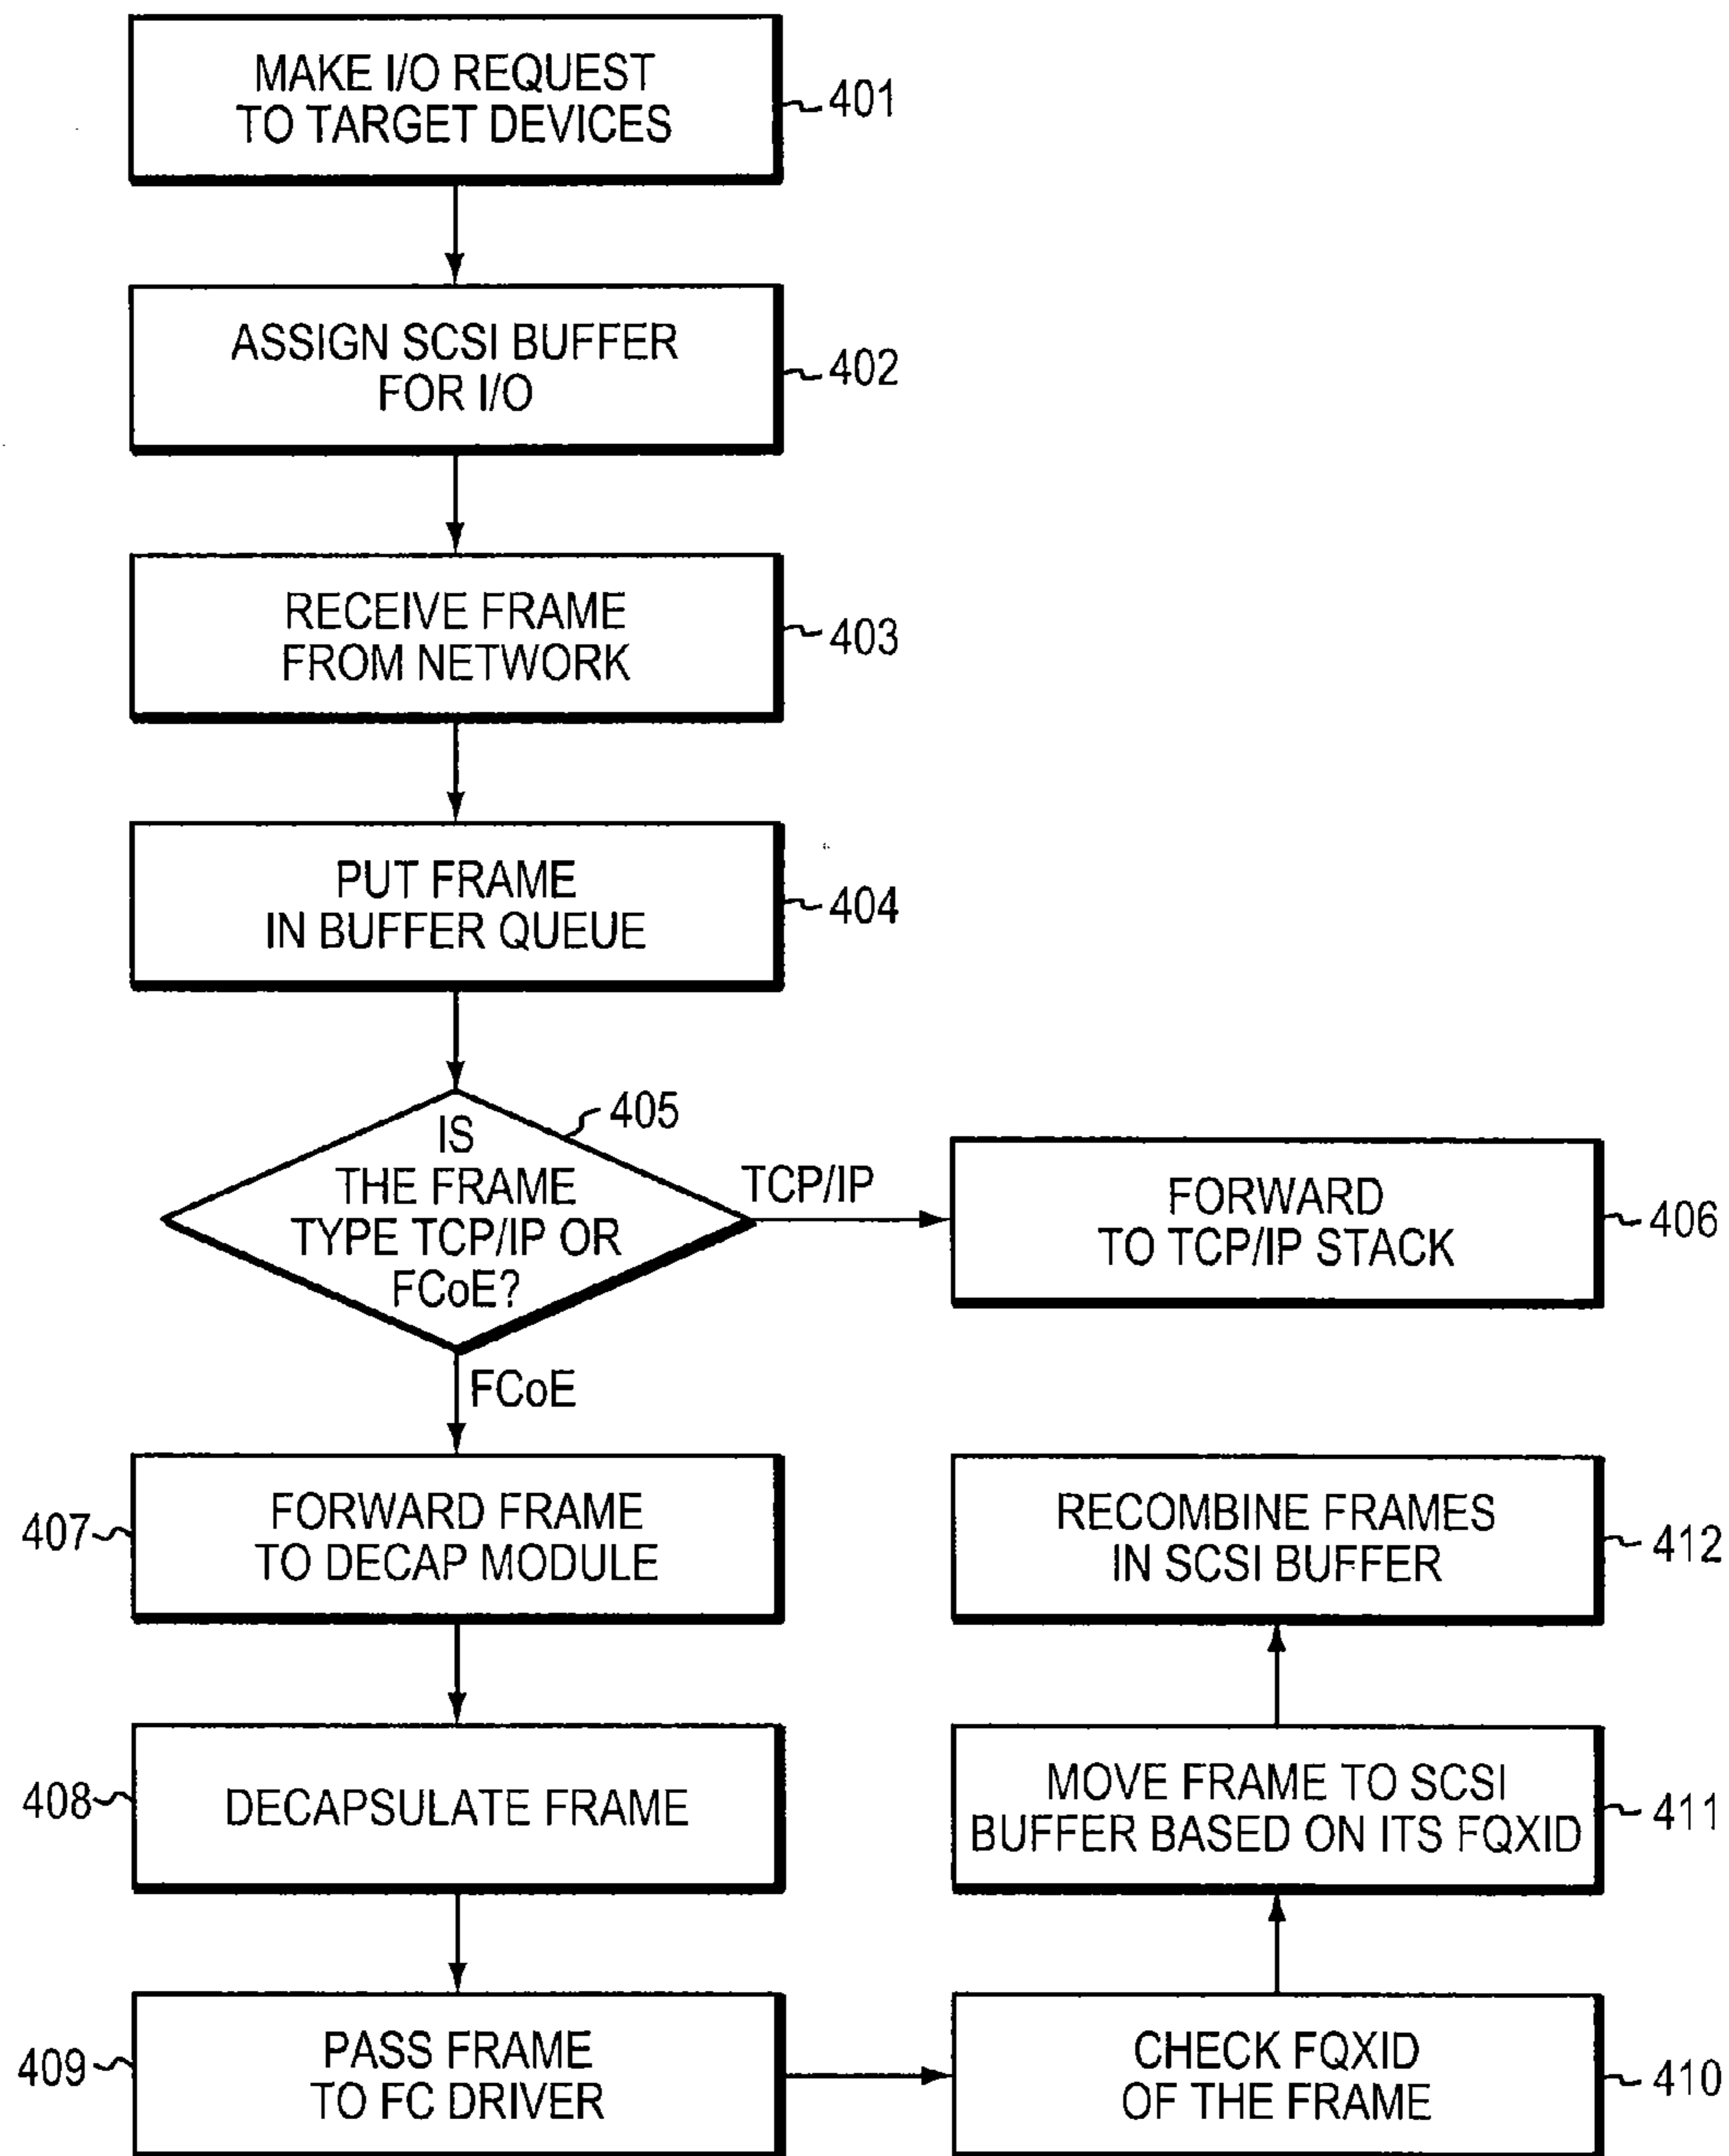 MAKE I/O REQUEST
TO TARGET DEVICES
401
ASSIGN SCSI BUFFER
FOR I/O
402
RECEIVE FRAME
FROM NETWORK
403
PUT FRAME
IN BUFFER QUEUE
404
IS
THE FRAME
TYPE TCP/IP OR
FCoE?
405
TCP/IP
FORWARD
TO TCP/IP STACK
406
FCoE
407
FORWARD FRAME
TO DECAP MODULE
408
DECAPSULATE FRAME
409
PASS FRAME
TO FC DRIVER
CHECK FQXID
OF THE FRAME
410
MOVE FRAME TO SCSI
BUFFER BASED ON ITS FQXID
411
RECOMBINE FRAMES
IN SCSI BUFFER
412